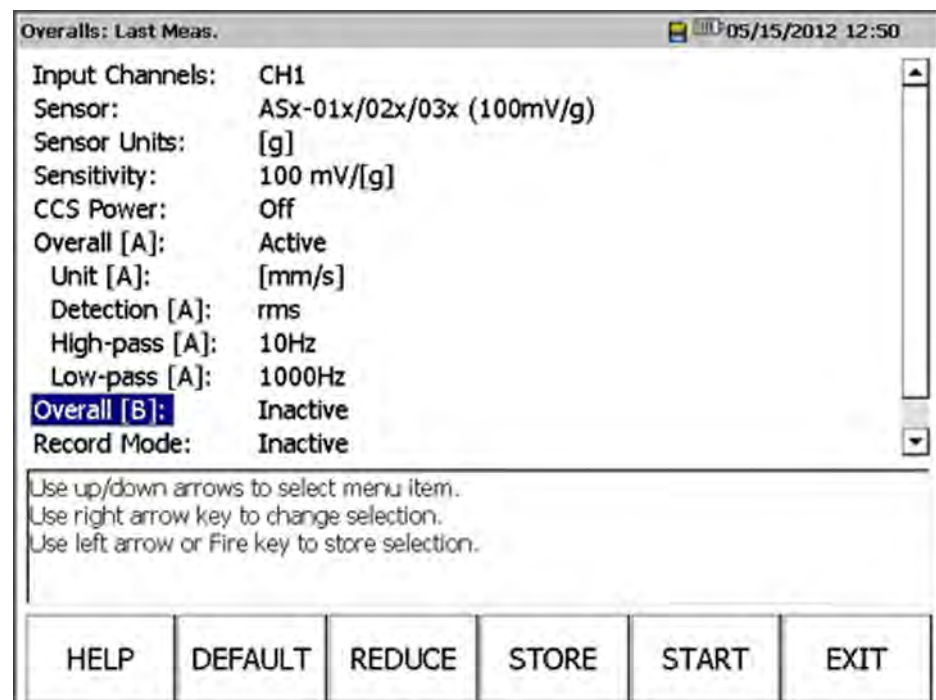 Overalls: Last Meas. 05/15/2012 12:50
Input Channels: CH1
Sensor: ASx-01x/02x/03x (100mV/g)
Sensor Units: [g]
Sensitivity: 100 mV/[g]
CCS Power: Off
Overall [A]: Active
Unit [A]: [mm/s]
Detection [A]: rms
High-pass [A]: 10Hz
Low-pass [A]: 1000Hz
Overall [B]: Inactive
Record Mode: Inactive
Use up/down arrows to select menu item.
Use right arrow key to change selection.
Use left arrow or Fire key to store selection.
HELP DEFAULT REDUCE STORE START EXIT